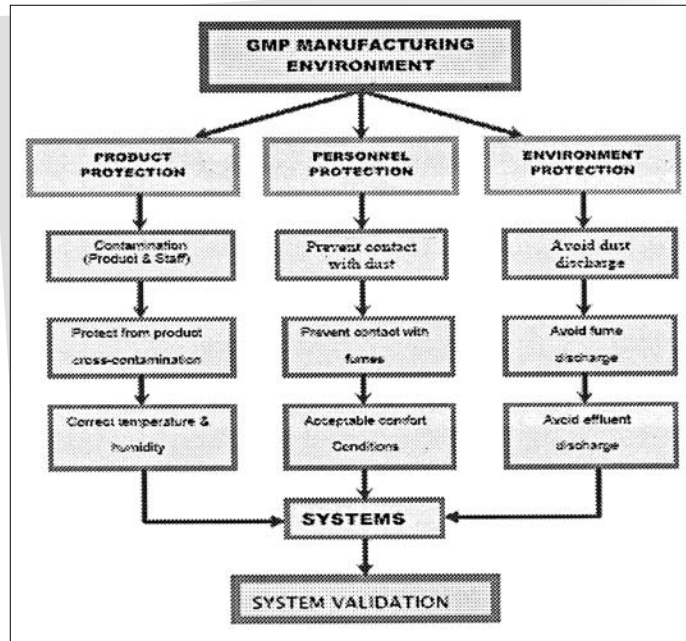 GMP MANUFACTURING
ENVIRONMENT
PRODUCT
PROTECTION
PERSONNEL
PROTECTION
ENVIRONMENT
PROTECTION
Contamination
(Product & Staff)
Prevent contact
with dust
Avoid dust
discharge
Protect from product
cross-contamination
Prevent contact with
fumes
Avoid fume
discharge
Correct temperature &
humidity
Acceptable comfort
Conditions
Avoid effluent
discharge
SYSTEMS
SYSTEM VALIDATION